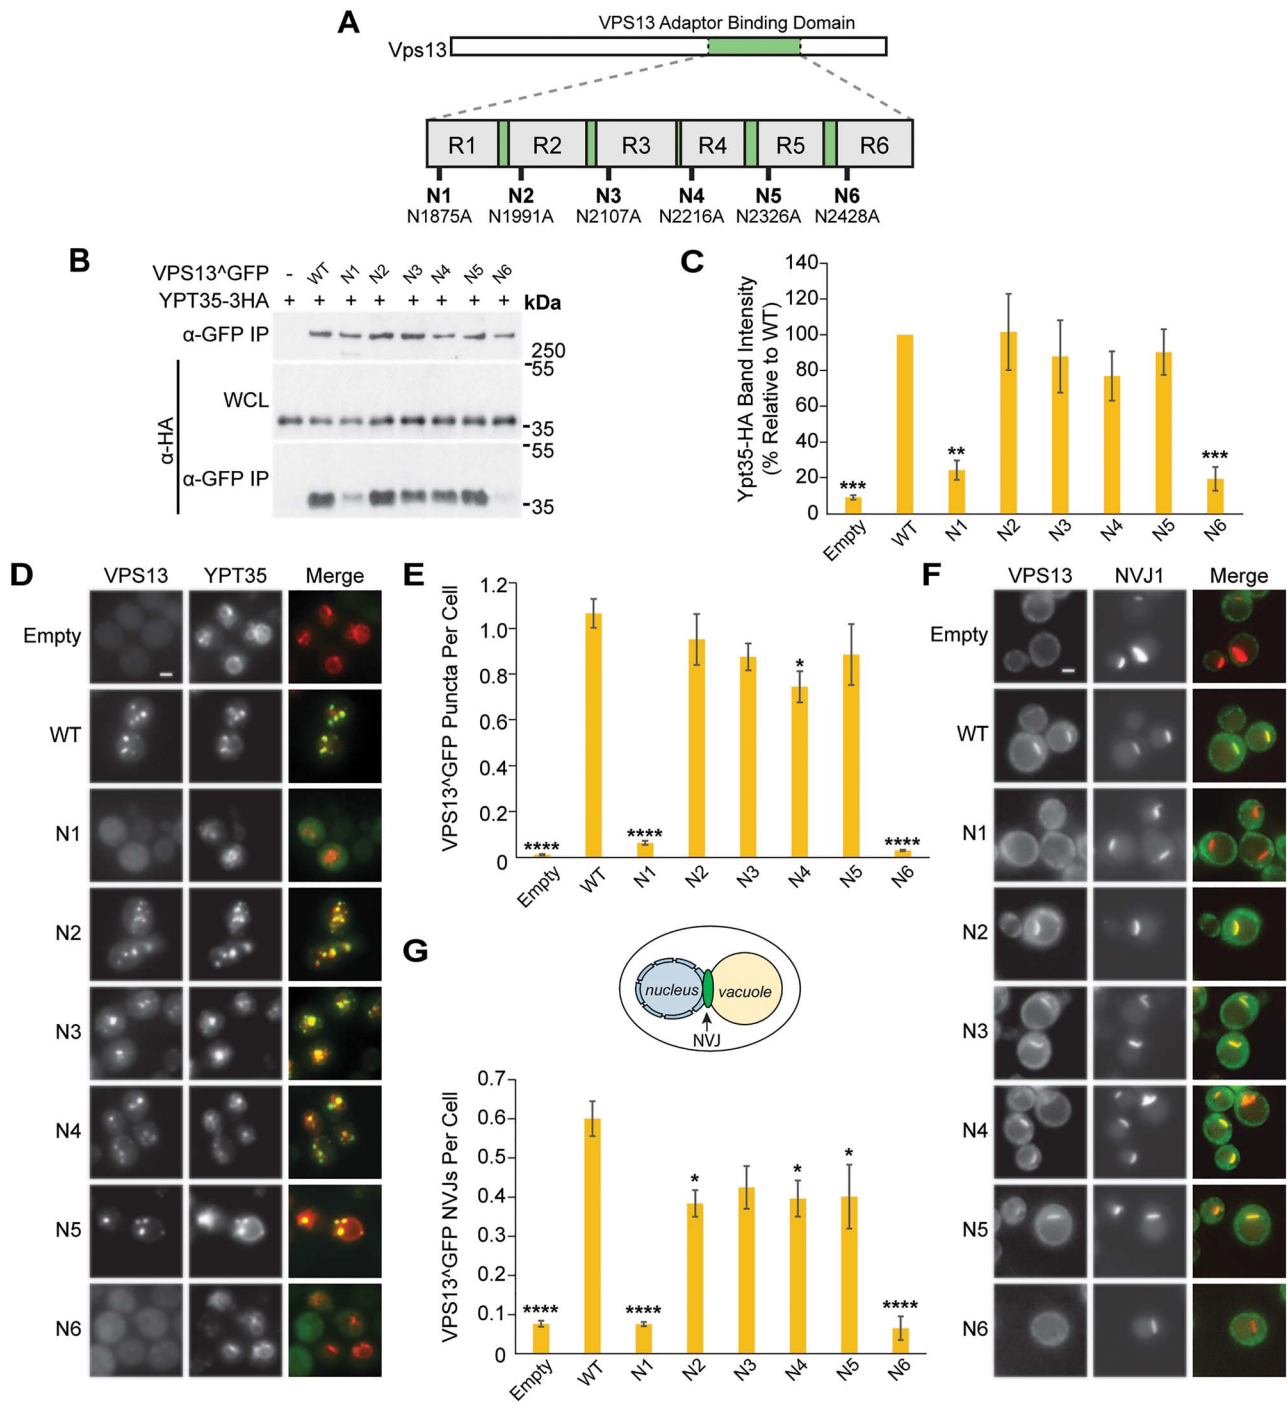 A
VPS13 Adaptor Binding Domain
Vps13
R1 R2 R3 R4 R5 R6
N1 N2 N3 N4 N5 N6
N1875A N1991A N2107A N2216A N2326A N2428A
B
VPS13^GFP - WT N1 N2 N3 N4 N5 N6
YPT35-3HA + + + + + + + + kDa
α-GFP IP
250
55
WCL
35
55
α-HA
α-GFP IP
35
C
Ypt35-HA Band Intensity
(% Relative to WT)
140
120
100
80
60
40
20
0
*** ** ***
Empty WT N1 N2 N3 N4 N5 N6
D
VPS13 YPT35 Merge
Empty
WT
N1
N2
N3
N4
N5
N6
E
VPS13^GFP Puncta Per Cell
1.2
1.0
0.8
0.6
0.4
0.2
0
**** **** * ****
Empty WT N1 N2 N3 N4 N5 N6
F
VPS13 NVJ1 Merge
Empty
WT
N1
N2
N3
N4
N5
N6
G
nucleus vacuole
NVJ
VPS13^GFP NVJs Per Cell
0.7
0.6
0.5
0.4
0.3
0.2
0.1
0
**** **** * * * ****
Empty WT N1 N2 N3 N4 N5 N6